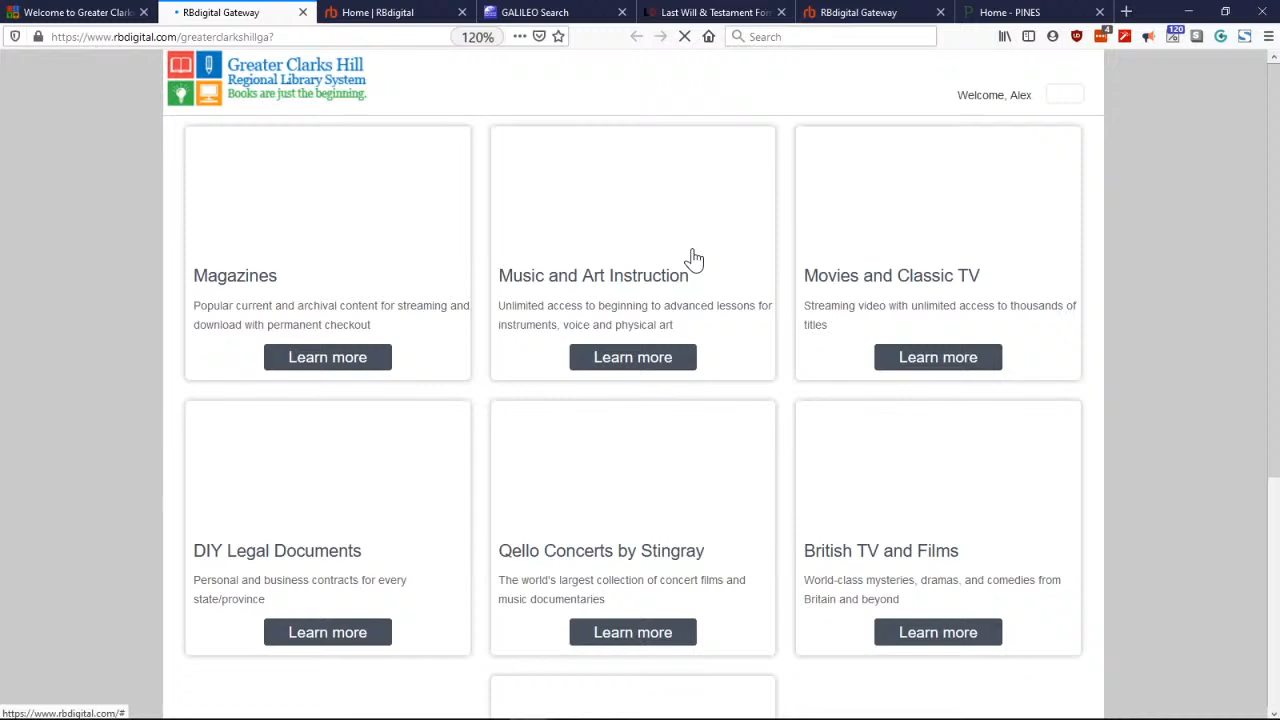 Welcome to Greater Clarks
RBdigital Gateway
Home | RBdigital
GALILEO Search
Last Will & Testament For
RBdigital Gateway
Home - PINES
https://www.rbdigital.com/greaterclarkshillga?
120%
Search
4
120
Greater Clarks Hill
Regional Library System
Books are just the beginning.
Welcome, Alex
Magazines
Popular current and archival content for streaming and
download with permanent checkout
Learn more
Music and Art Instruction
Unlimited access to beginning to advanced lessons for
instruments, voice and physical art
Learn more
Movies and Classic TV
Streaming video with unlimited access to thousands of
titles
Learn more
DIY Legal Documents
Personal and business contracts for every
state/province
Learn more
Qello Concerts by Stingray
The world's largest collection of concert films and
music documentaries
Learn more
British TV and Films
World-class mysteries, dramas, and comedies from
Britain and beyond
Learn more
https://www.rbdigital.com/#